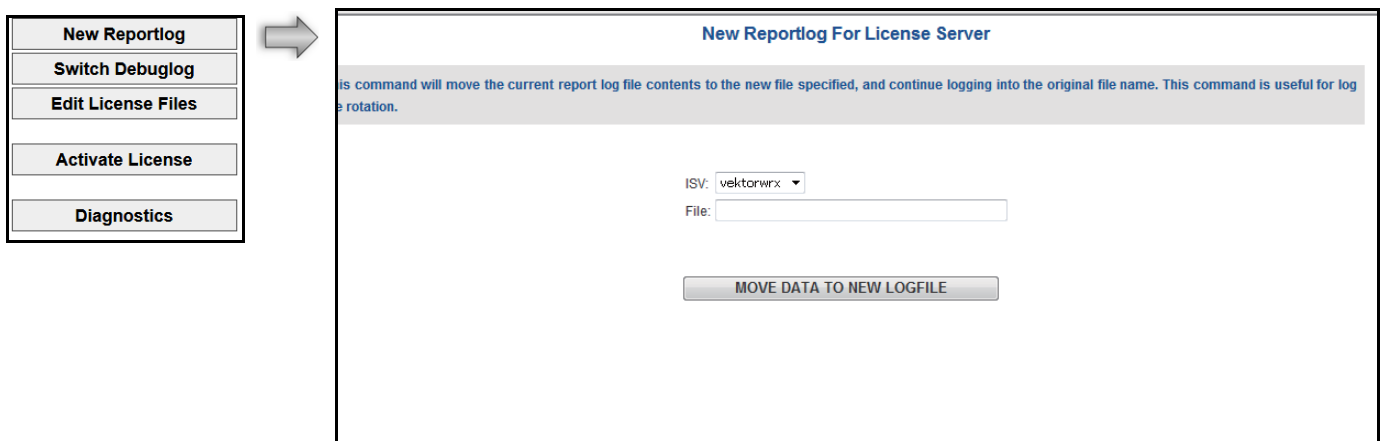 New Reportlog
Switch Debuglog
Edit License Files
Activate License
Diagnostics
New Reportlog For License Server
is command will move the current report log file contents to the new file specified, and continue logging into the original file name. This command is useful for log
e rotation.
ISV: vektorwrx
File:
MOVE DATA TO NEW LOGFILE